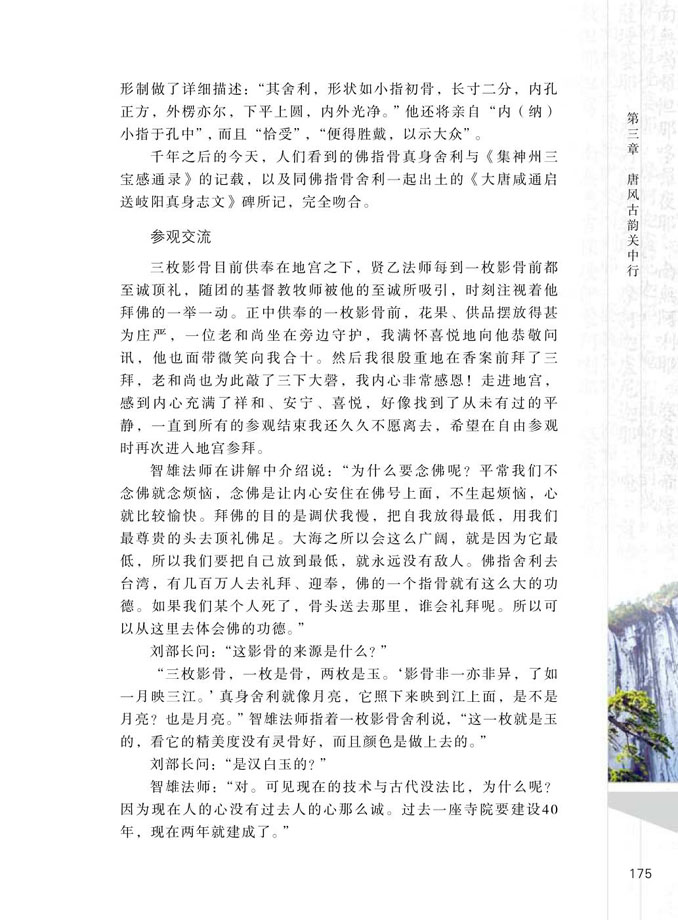 形制做了详细描述：“其舍利，形状如小指初骨，长寸二分，内孔
正方，外楞亦尔，下平上圆，内外光净。”他还将亲自“内（纳）
小指于孔中”，而且“恰受”，“便得胜戴，以示大众”。
千年之后的今天，人们看到的佛指骨真身舍利与《集神州三
宝感通录》的记载，以及同佛指骨舍利一起出土的《大唐咸通启
送岐阳真身志文》碑所记，完全吻合。
参观交流
三枚影骨目前供奉在地宫之下，贤乙法师每到一枚影骨前都
至诚顶礼，随团的基督教牧师被他的至诚所吸引，时刻注视着他
拜佛的一举一动。正中供奉的一枚影骨前，花果、供品摆放得甚
为庄严，一位老和尚坐在旁边守护，我满怀喜悦地向他恭敬问
讯，他也面带微笑向我合十。然后我很殷重地在香案前拜了三
拜，老和尚也为此敲了三下大磬，我内心非常感恩！走进地宫，
感到内心充满了祥和、安宁、喜悦，好像找到了从未有过的平
静，一直到所有的参观结束我还久久不愿离去，希望在自由参观
时再次进入地宫参拜。
智雄法师在讲解中介绍说：“为什么要念佛呢？平常我们不
念佛就念烦恼，念佛是让内心安住在佛号上面，不生起烦恼，心
就比较愉快。拜佛的目的是调伏我慢，把自我放得最低，用我们
最尊贵的头去顶礼佛足。大海之所以会这么广阔，就是因为它最
低，所以我们要把自己放到最低，就永远没有敌人。佛指舍利去
台湾，有几百万人去礼拜、迎奉，佛的一个指骨就有这么大的功
德。如果我们某个人死了，骨头送去那里，谁会礼拜呢。所以可
以从这里去体会佛的功德。”
刘部长问：“这影骨的来源是什么？”
“三枚影骨，一枚是骨，两枚是玉。‘影骨非一亦非异，了如
一月映三江。’真身舍利就像月亮，它照下来映到江上面，是不是
月亮？也是月亮。”智雄法师指着一枚影骨舍利说，“这一枚就是玉
的，看它的精美度没有灵骨好，而且颜色是做上去的。”
刘部长问：“是汉白玉的？”
智雄法师：“对。可见现在的技术与古代没法比，为什么呢？
因为现在人的心没有过去人的心那么诚。过去一座寺院要建设40
年，现在两年就建成了。”
第三章 唐风古韵关中行
175